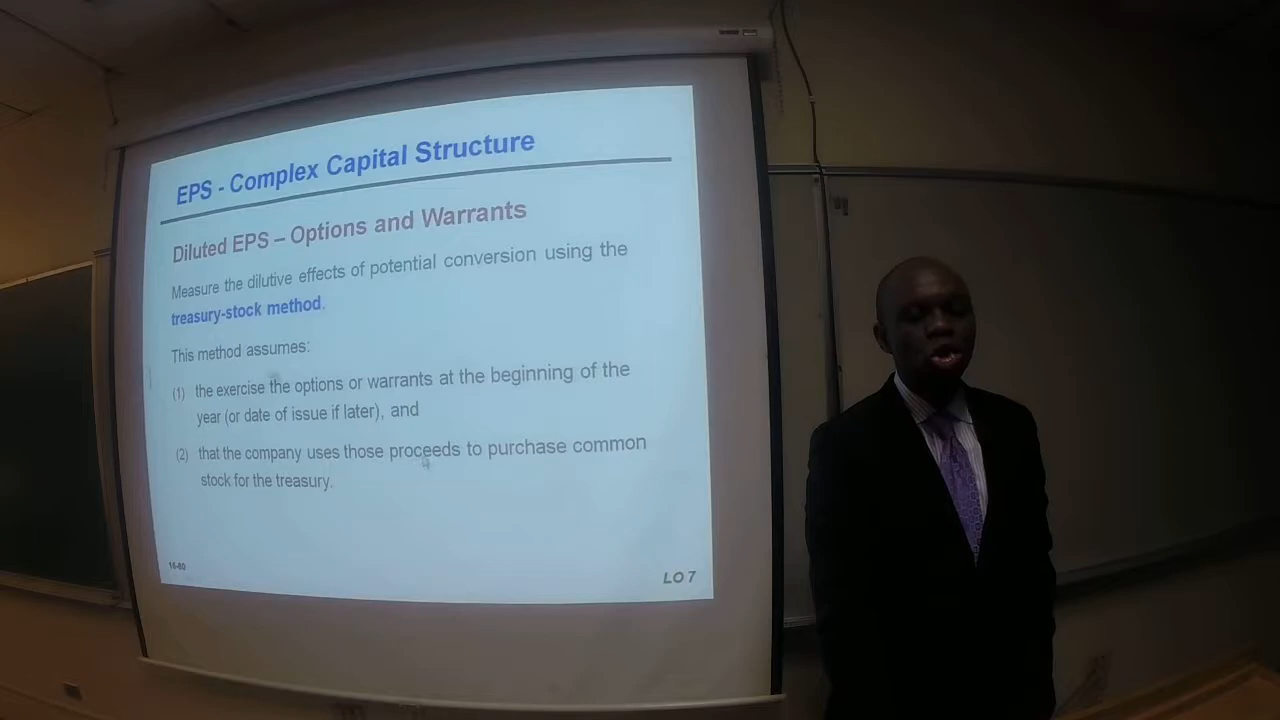 EPS - Complex Capital Structure
Diluted EPS – Options and Warrants
Measure the dilutive effects of potential conversion using the
treasury-stock method.
This method assumes:
(1) the exercise the options or warrants at the beginning of the
year (or date of issue if later), and
(2) that the company uses those proceeds to purchase common
stock for the treasury.
16-80
LO 7